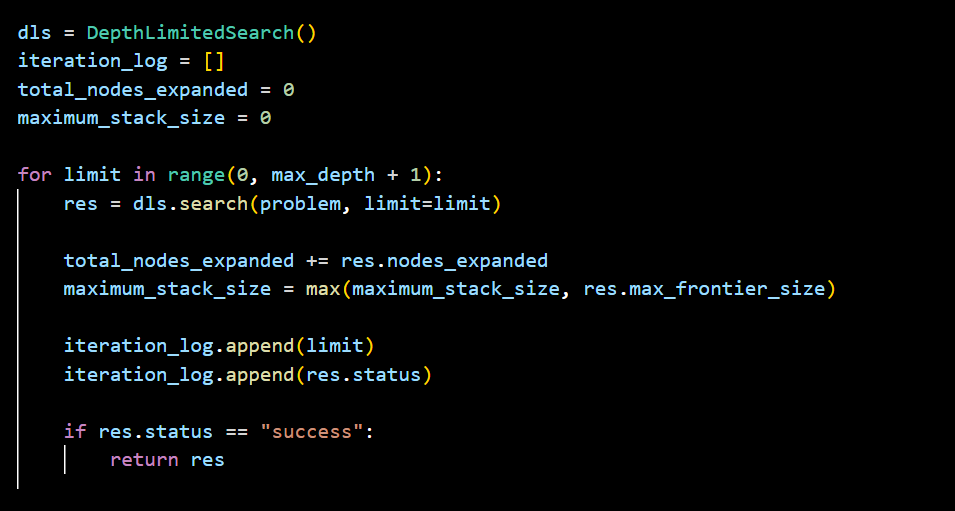 dls = DepthLimitedSearch()
iteration_log = []
total_nodes_expanded = 0
maximum_stack_size = 0
for limit in range(0, max_depth + 1):
    res = dls.search(problem, limit=limit)
    total_nodes_expanded += res.nodes_expanded
    maximum_stack_size = max(maximum_stack_size, res.max_frontier_size)
    iteration_log.append(limit)
    iteration_log.append(res.status)
    if res.status == "success":
        return res